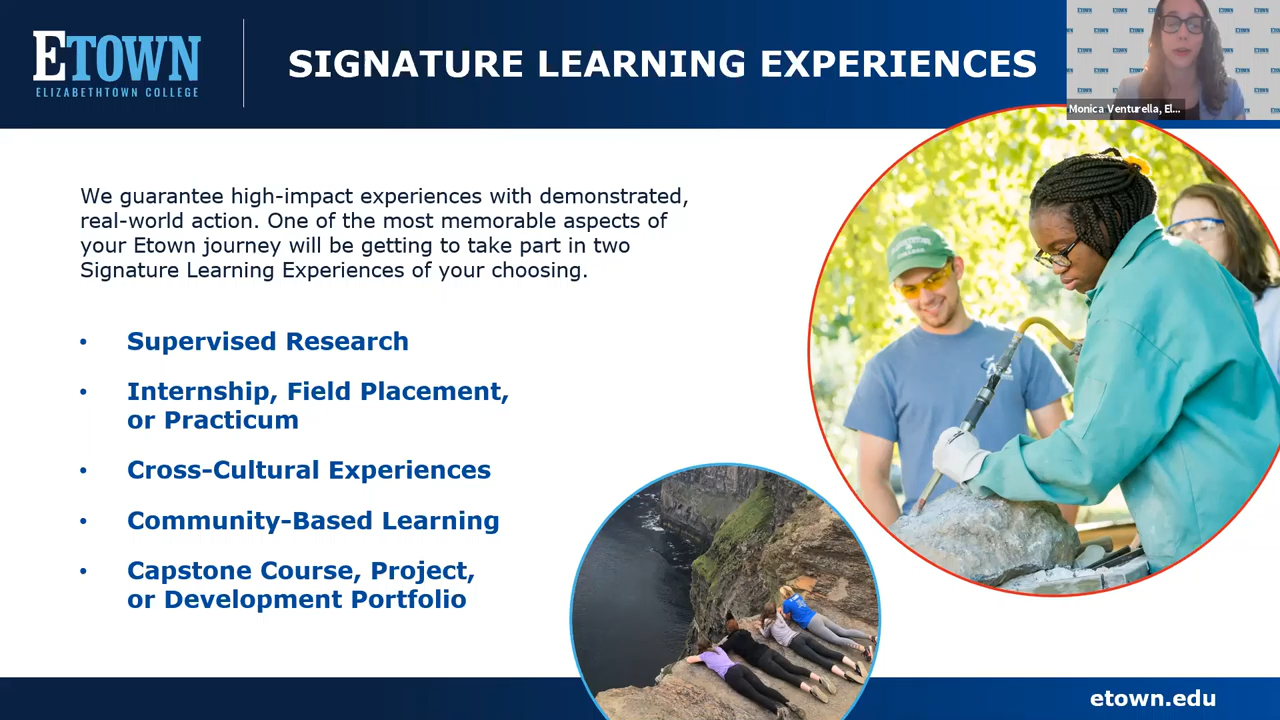 ETOWN
ELIZABETHTOWN COLLEGE
SIGNATURE LEARNING EXPERIENCES
Monica Venturella, El...
We guarantee high-impact experiences with demonstrated,
real-world action. One of the most memorable aspects of
your Etown journey will be getting to take part in two
Signature Learning Experiences of your choosing.
• Supervised Research
• Internship, Field Placement,
or Practicum
• Cross-Cultural Experiences
• Community-Based Learning
• Capstone Course, Project,
or Development Portfolio
etown.edu